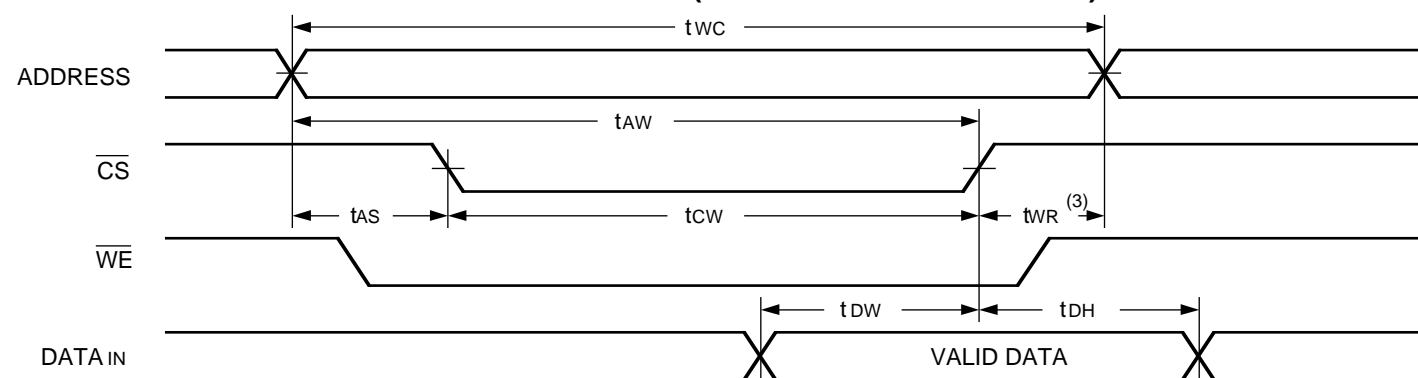 tWC
ADDRESS
tAW
CS
tAS tCW tWR (3)
WE
tDW tDH
DATA IN VALID DATA